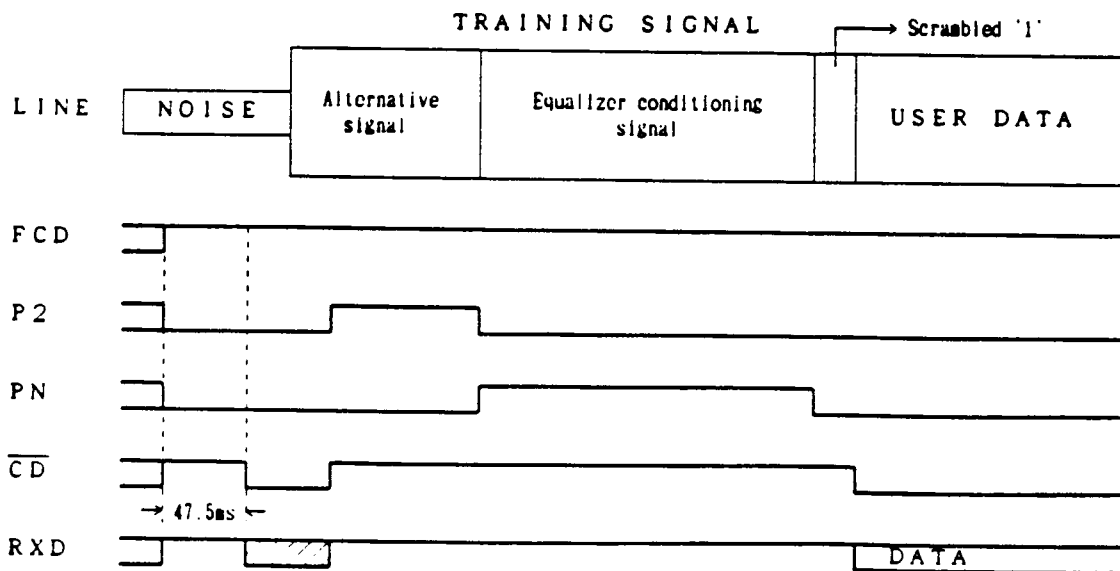 TRAINING SIGNAL
Scrambled '1'
LINE
NOISE
Alternative
signal
Equalizer conditioning
signal
USER DATA
FCD
P2
PN
CD
47.5ms
RXD
DATA